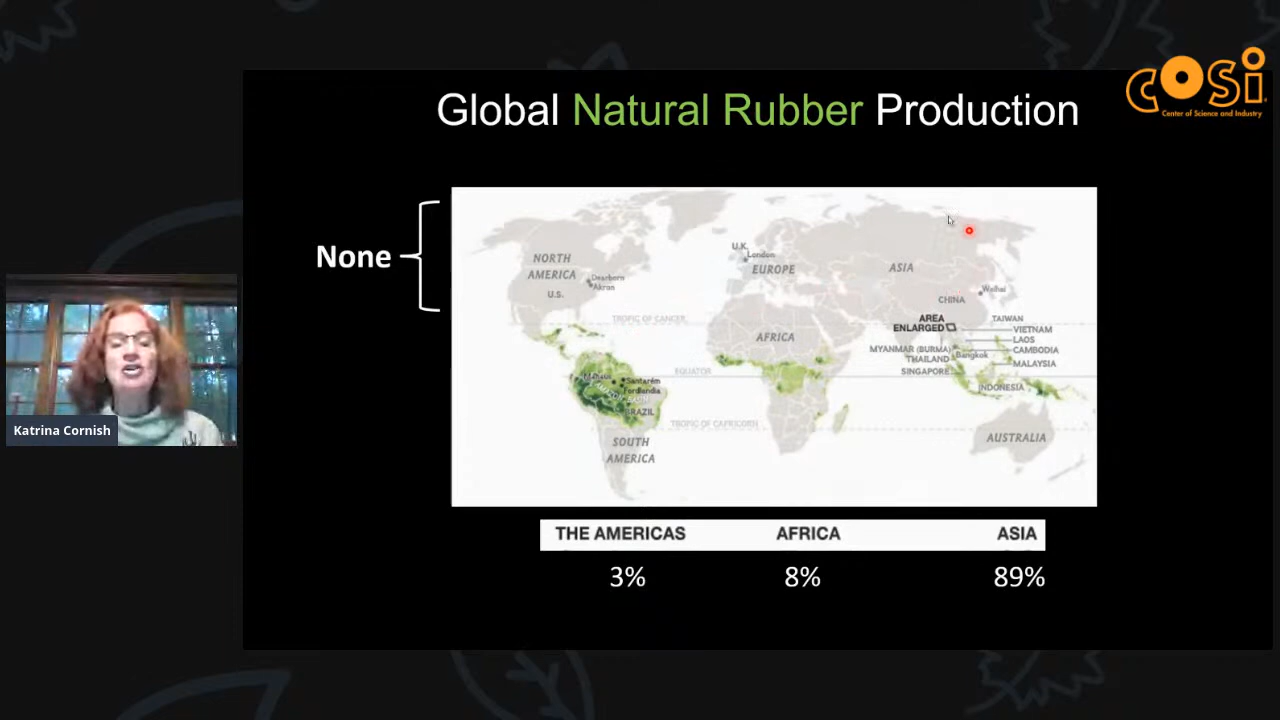 COSI
Center of Science and Industry
Global Natural Rubber Production
None
NORTH
AMERICA
U.S.
Dearborn
Akron
U.K.
London
EUROPE
ASIA
CHINA
Weihai
TROPIC OF CANCER
AREA
ENLARGED
TAIWAN
VIETNAM
LAOS
CAMBODIA
MALAYSIA
MYANMAR (BURMA)
THAILAND
Bangkok
SINGAPORE
INDONESIA
AFRICA
EQUATOR
Manaus
Santarém
Fordlandia
BASIN
BRAZIL
TROPIC OF CAPRICORN
SOUTH
AMERICA
AUSTRALIA
THE AMERICAS AFRICA ASIA
3% 8% 89%
Katrina Cornish